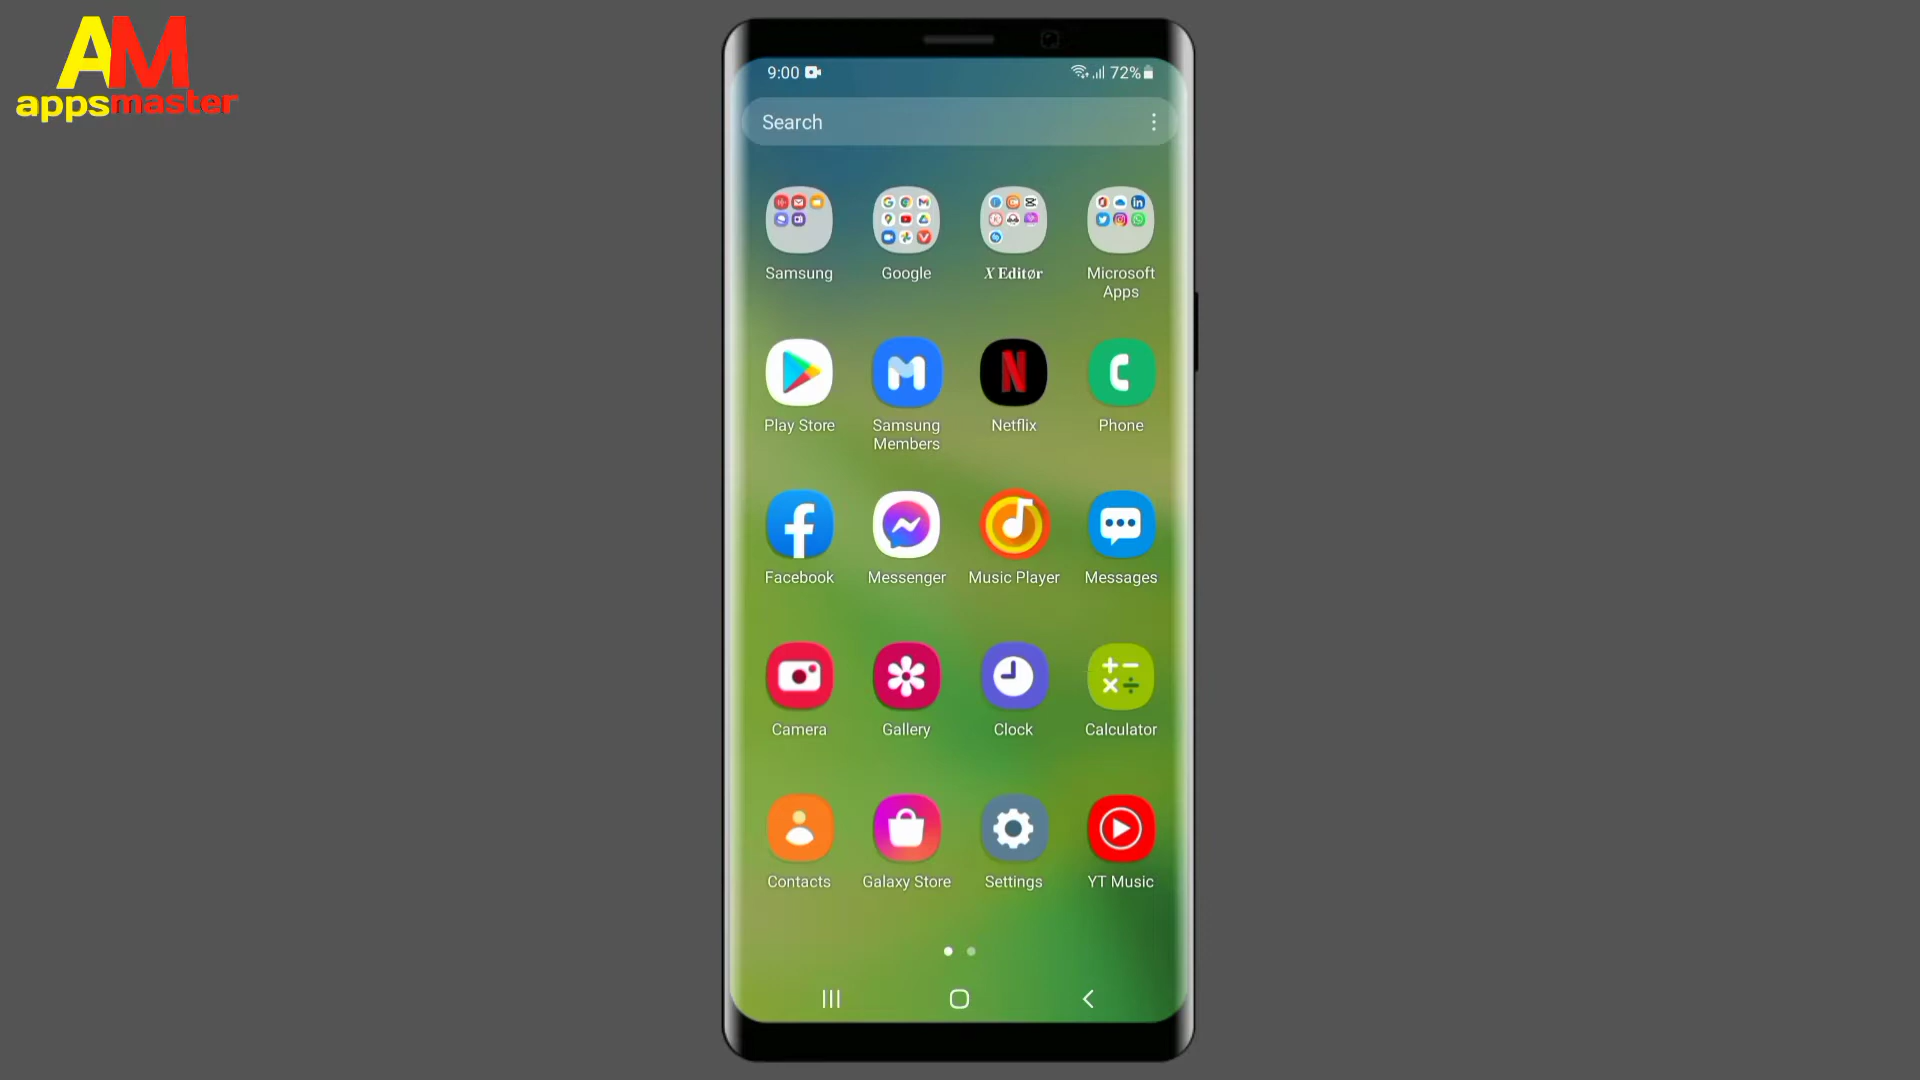 AM
appsmaster
9:00
72%
Search
Samsung
Google
X Editør
Microsoft
Apps
Play Store
Samsung
Members
Netflix
Phone
Facebook
Messenger
Music Player
Messages
Camera
Gallery
Clock
Calculator
Contacts
Galaxy Store
Settings
YT Music